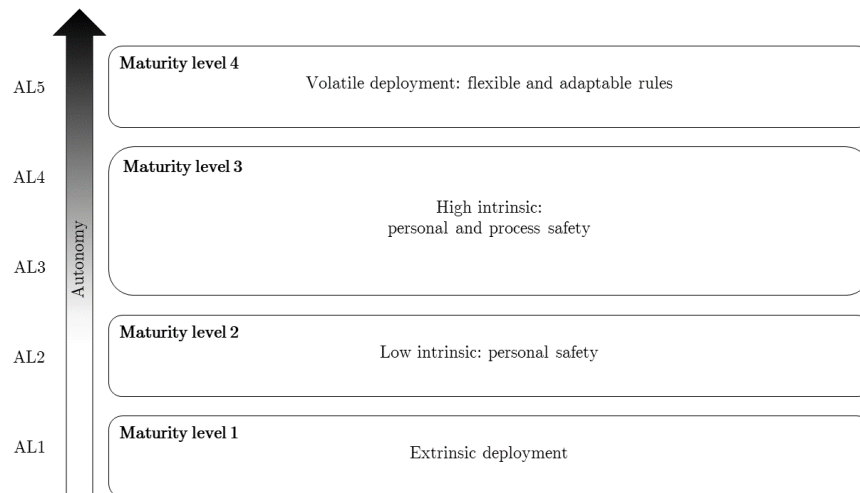 Maturity level 4
AL5
Volatile deployment: flexible and adaptable rules
Maturity level 3
AL4
High intrinsic:
personal and process safety
Autonomy
AL3
Maturity level 2
AL2
Low intrinsic: personal safety
Maturity level 1
AL1
Extrinsic deployment